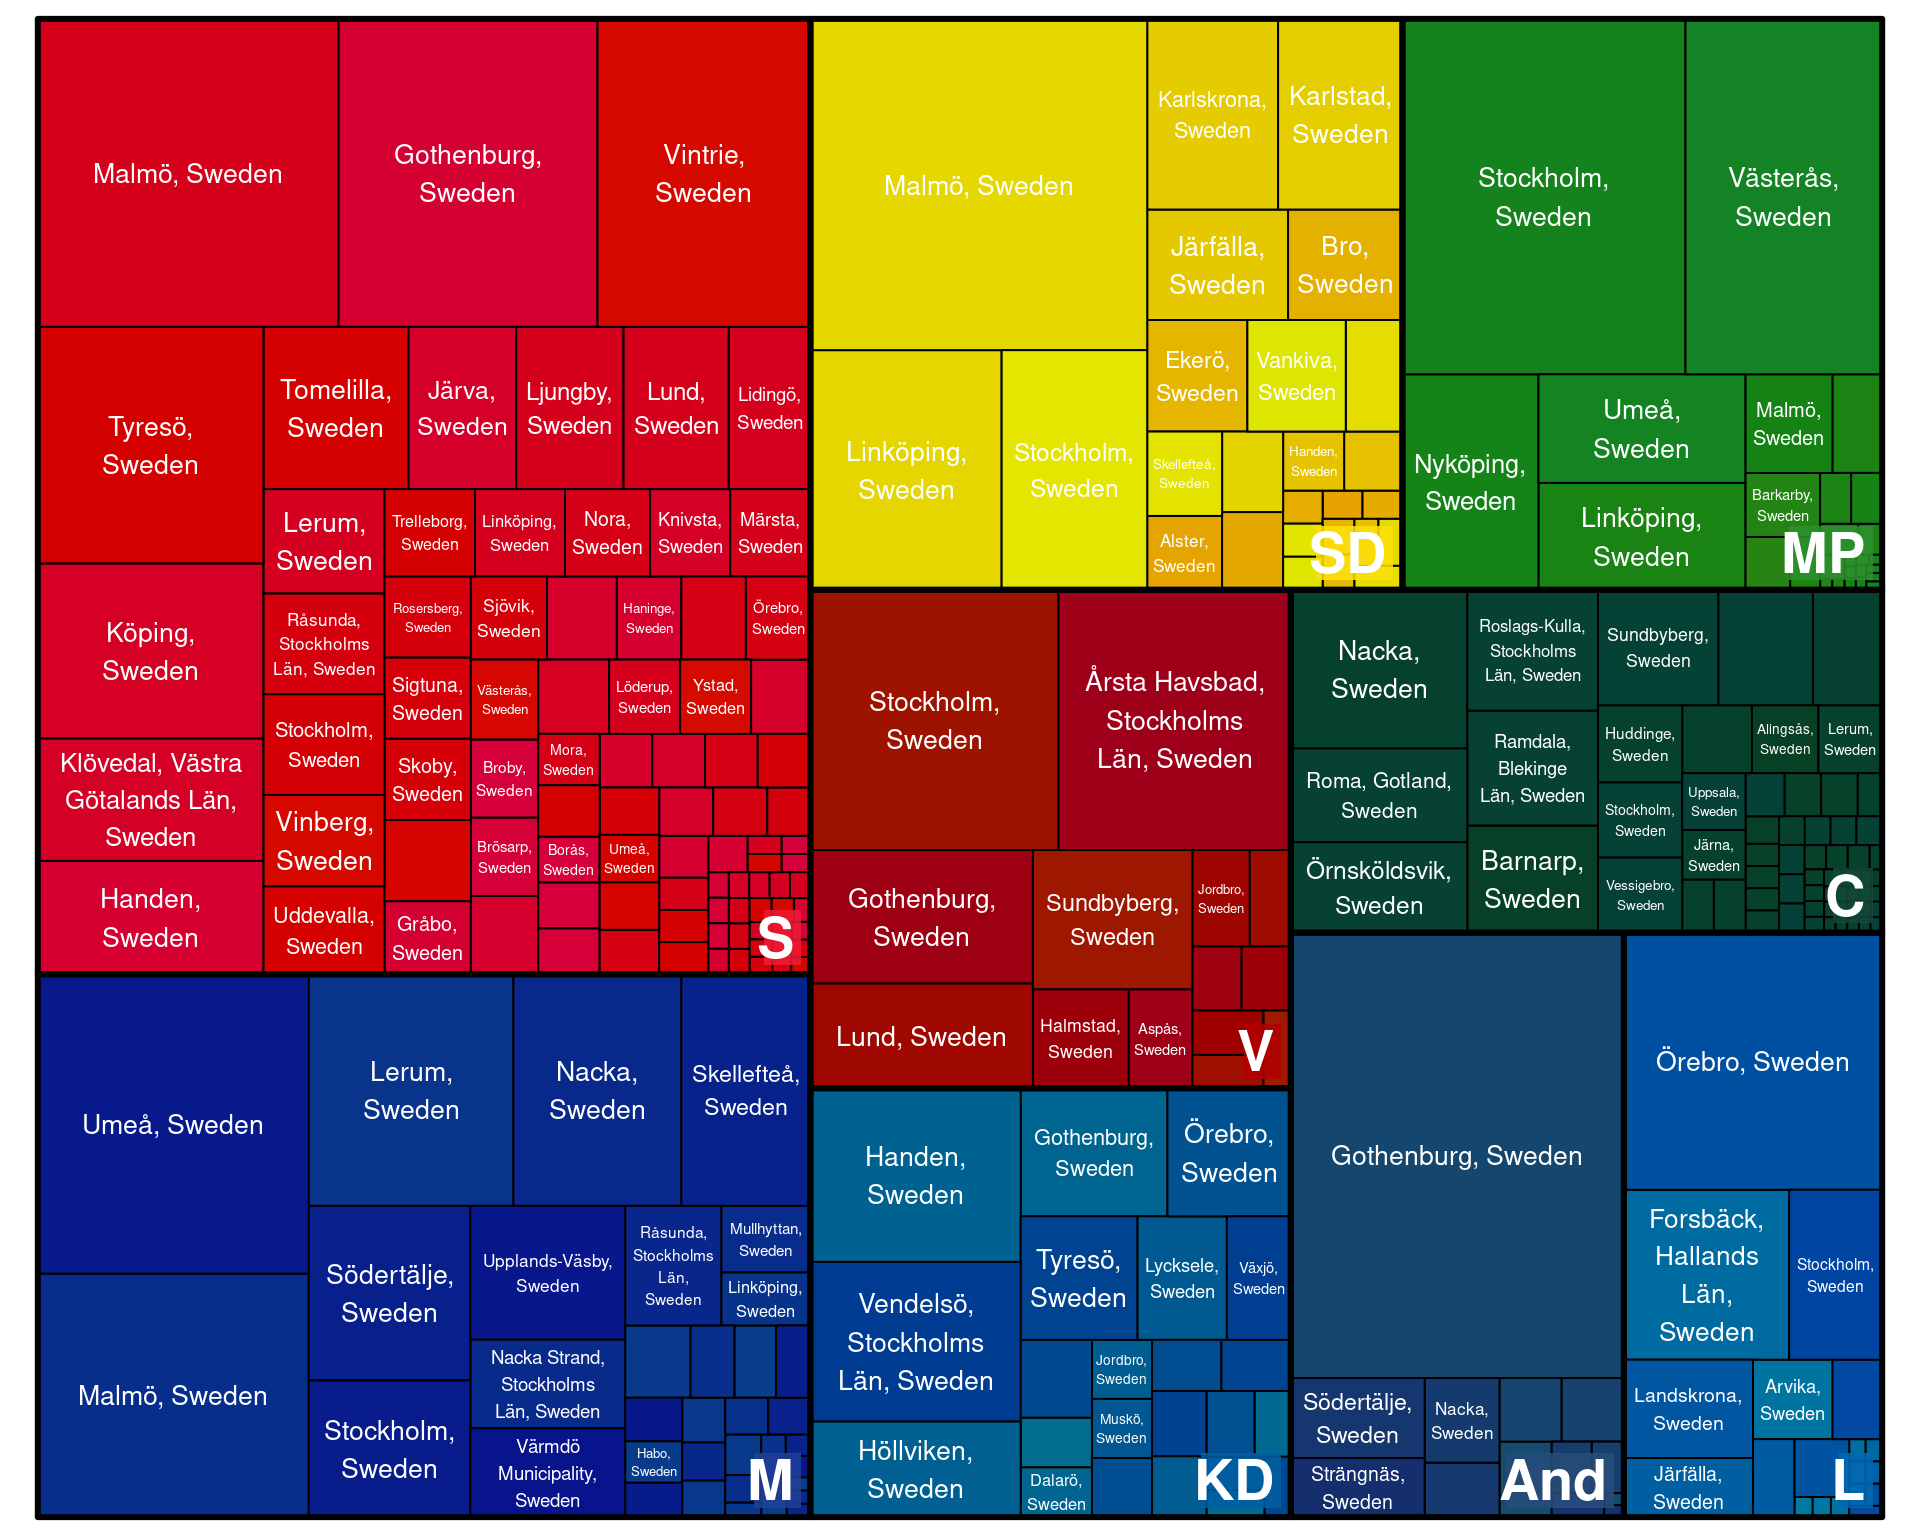 Malmö, Sweden
Gothenburg,
Sweden
Vintrie,
Sweden
Tyresö,
Sweden
Tomelilla,
Sweden
Järva,
Sweden
Ljungby,
Sweden
Lund,
Sweden
Lidingö,
Sweden
Köping,
Sweden
Klövedal, Västra
Götalands Län,
Sweden
Handen,
Sweden
Lerum,
Sweden
Råsunda,
Stockholms
Län, Sweden
Stockholm,
Sweden
Vinberg,
Sweden
Uddevalla,
Sweden
Trelleborg,
Sweden
Linköping,
Sweden
Nora,
Sweden
Knivsta,
Sweden
Märsta,
Sweden
Rosersberg,
Sweden
Sigtuna,
Sweden
Skoby,
Sweden
Gråbo,
Sweden
Sjövik,
Sweden
Haninge,
Sweden
Örebro,
Sweden
Västerås,
Sweden
Broby,
Sweden
Brösarp,
Sweden
Löderup,
Sweden
Ystad,
Sweden
Mora,
Sweden
Borås,
Sweden
Umeå,
Sweden
S
Malmö, Sweden
Linköping,
Sweden
Stockholm,
Sweden
Karlskrona,
Sweden
Karlstad,
Sweden
Järfälla,
Sweden
Bro,
Sweden
Ekerö,
Sweden
Vankiva,
Sweden
Skellefteå,
Sweden
Alster,
Sweden
Handen,
Sweden
SD
Stockholm,
Sweden
Västerås,
Sweden
Nyköping,
Sweden
Umeå,
Sweden
Linköping,
Sweden
Malmö,
Sweden
Barkarby,
Sweden
MP
Stockholm,
Sweden
Årsta Havsbad,
Stockholms
Län, Sweden
Gothenburg,
Sweden
Lund, Sweden
Sundbyberg,
Sweden
Halmstad,
Sweden
Aspås,
Sweden
Jordbro,
Sweden
V
Nacka,
Sweden
Roma, Gotland,
Sweden
Örnsköldsvik,
Sweden
Roslags-Kulla,
Stockholms
Län, Sweden
Ramdala,
Blekinge
Län, Sweden
Barnarp,
Sweden
Sundbyberg,
Sweden
Huddinge,
Sweden
Stockholm,
Sweden
Vessigebro,
Sweden
Alingsås,
Sweden
Lerum,
Sweden
Uppsala,
Sweden
Järna,
Sweden
C
Umeå, Sweden
Malmö, Sweden
Lerum,
Sweden
Nacka,
Sweden
Skellefteå,
Sweden
Södertälje,
Sweden
Stockholm,
Sweden
Upplands-Väsby,
Sweden
Nacka Strand,
Stockholms
Län, Sweden
Värmdö
Municipality,
Sweden
Råsunda,
Stockholms
Län,
Sweden
Mullhyttan,
Sweden
Linköping,
Sweden
Habo,
Sweden
M
Handen,
Sweden
Vendelsö,
Stockholms
Län, Sweden
Höllviken,
Sweden
Gothenburg,
Sweden
Örebro,
Sweden
Tyresö,
Sweden
Lycksele,
Sweden
Växjö,
Sweden
Jordbro,
Sweden
Muskö,
Sweden
Dalarö,
Sweden
KD
Gothenburg, Sweden
Södertälje,
Sweden
Strängnäs,
Sweden
Nacka,
Sweden
And
Örebro, Sweden
Forsbäck,
Hallands
Län,
Sweden
Stockholm,
Sweden
Landskrona,
Sweden
Järfälla,
Sweden
Arvika,
Sweden
L